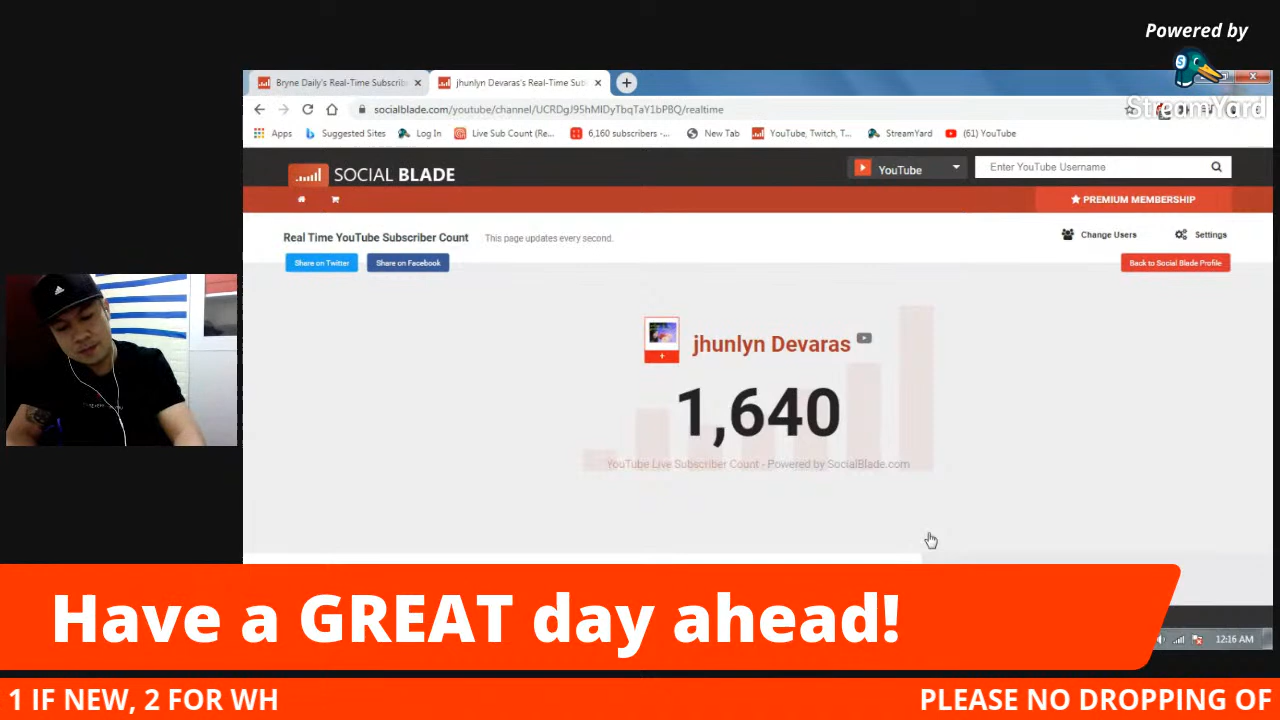 Powered by
StreamYard
Bryne Daily's Real-Time Subscrib
jhunlyn Devaras's Real-Time Sub
socialblade.com/youtube/channel/UCRDgJ95hMIDyTbqTaY1bPBQ/realtime
Apps Suggested Sites Log In Live Sub Count (Re... 6,160 subscribers -... New Tab YouTube, Twitch, T... StreamYard (61) YouTube
SOCIAL BLADE YouTube Enter YouTube Username
PREMIUM MEMBERSHIP
Real Time YouTube Subscriber Count This page updates every second. Change Users Settings
Share on Twitter Share on Facebook Back to Social Blade Profile
jhunlyn Devaras
1,640
YouTube Live Subscriber Count - Powered by SocialBlade.com
Have a GREAT day ahead!
12:16 AM
1 IF NEW, 2 FOR WH PLEASE NO DROPPING OF